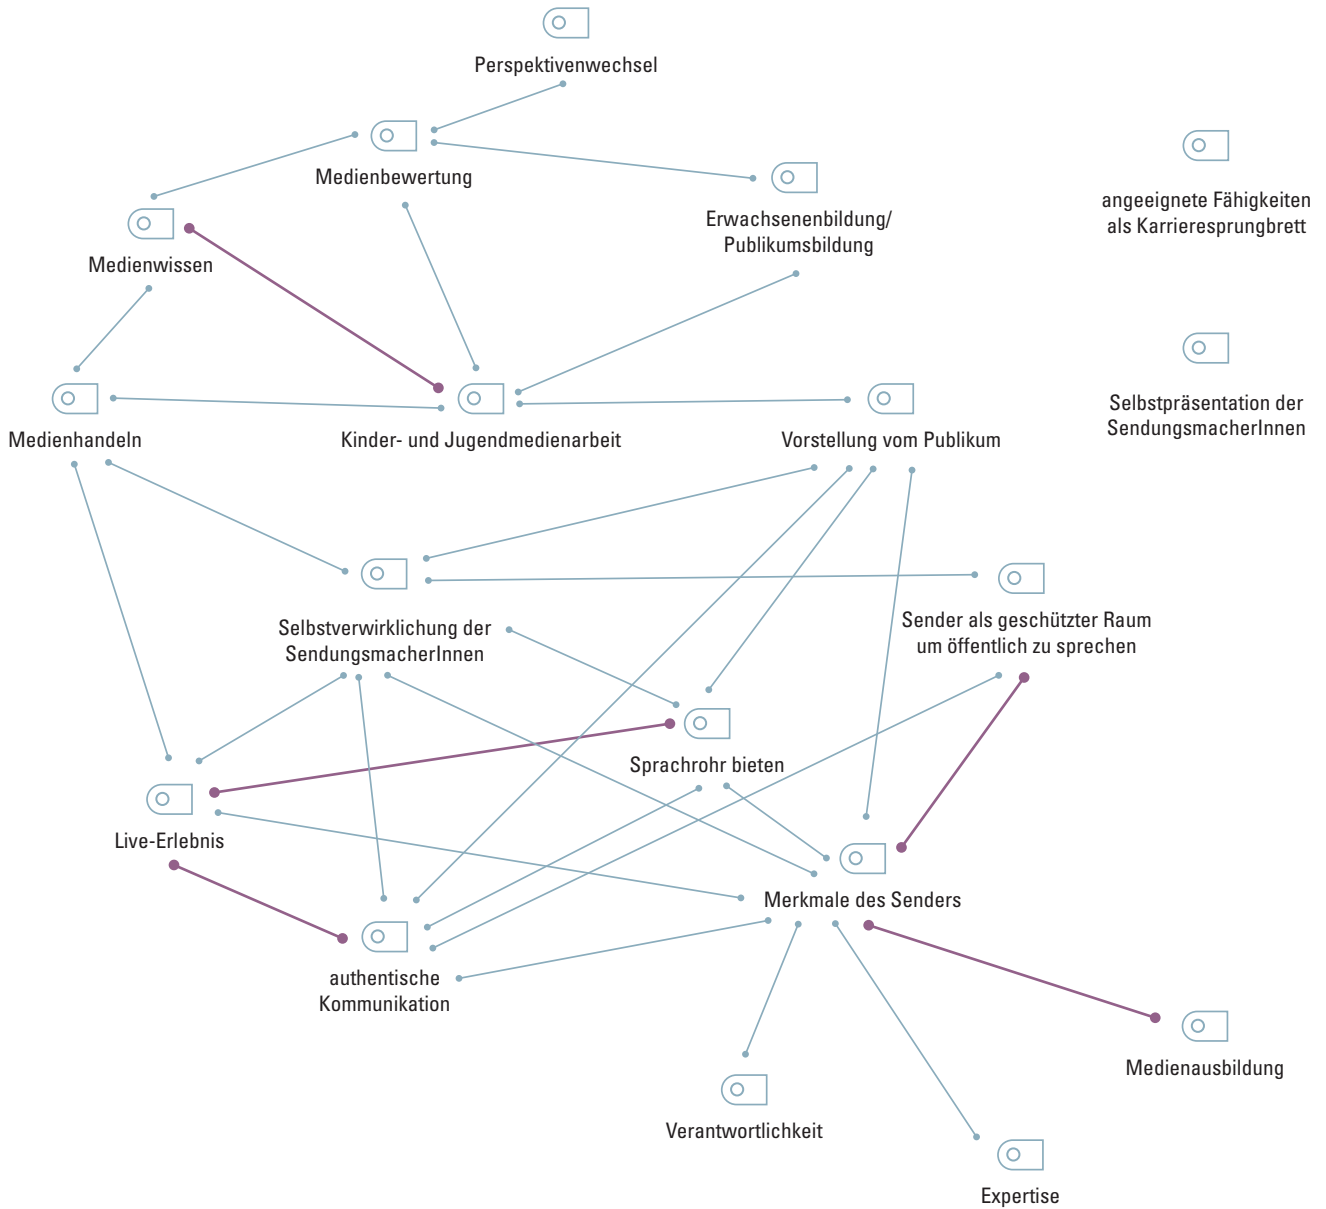 Perspektivenwechsel
Medienbewertung
Erwachsenenbildung/
Publikumsbildung
angeeignete Fähigkeiten
als Karrieresprungbrett
Medienwissen
Selbstpräsentation der
SendungsmacherInnen
Medienhandeln
Kinder- und Jugendmedienarbeit
Vorstellung vom Publikum
Selbstverwirklichung der
SendungsmacherInnen
Sender als geschützter Raum
um öffentlich zu sprechen
Sprachrohr bieten
Live-Erlebnis
Merkmale des Senders
authentische
Kommunikation
Medienausbildung
Verantwortlichkeit
Expertise